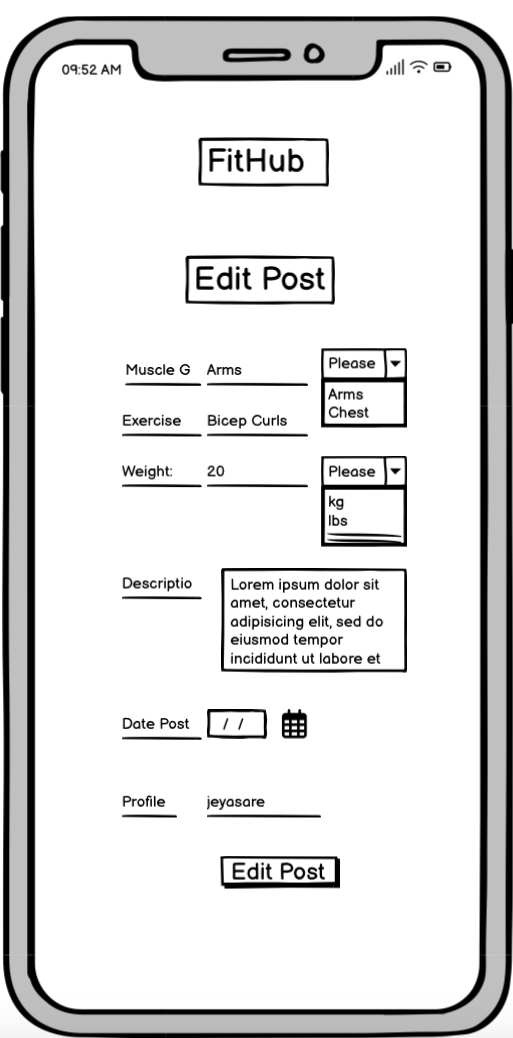 09:52 AM
FitHub
Edit Post
Muscle G Arms Please
Arms
Chest
Exercise Bicep Curls
Weight: 20 Please
kg
lbs
Descriptio
Lorem ipsum dolor sit
amet, consectetur
adipisicing elit, sed do
eiusmod tempor
incididunt ut labore et
Date Post / /
Profile jeyasare
Edit Post